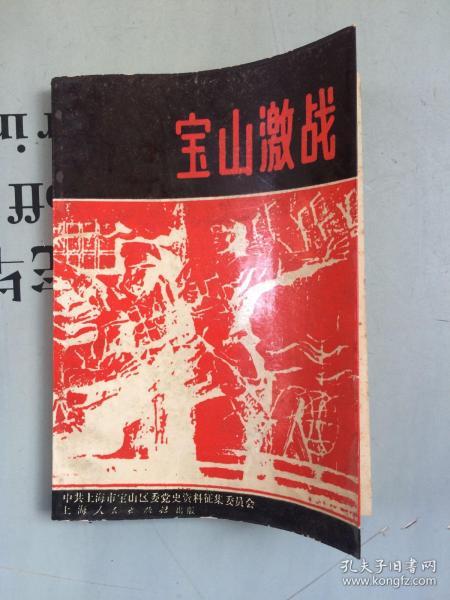 宝山激战
中共上海市宝山区委党史资料征集委员会
上海人民出版社出版
孔夫子旧书网
www.kongfz.com